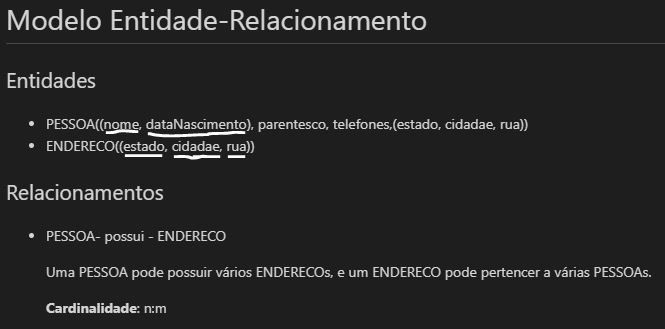 Modelo Entidade-Relacionamento
Entidades
• PESSOA((nome, dataNascimento), parentesco, telefones,(estado, cidadae, rua))
• ENDERECO((estado, cidadae, rua))
Relacionamentos
• PESSOA- possui - ENDERECO
Uma PESSOA pode possuir vários ENDERECOs, e um ENDERECO pode pertencer a várias PESSOAs.
Cardinalidade: n:m